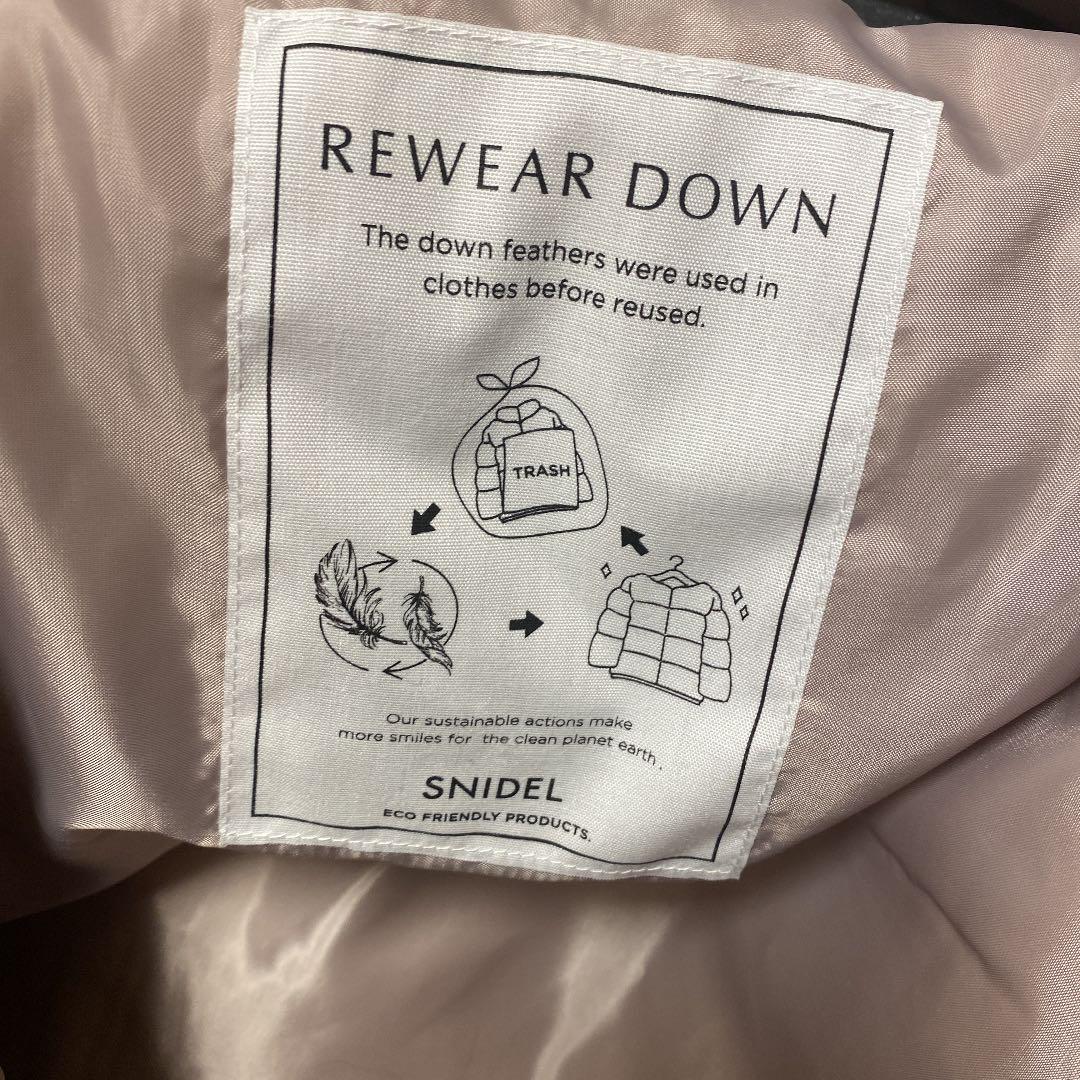 REWEAR DOWN
The down feathers were used in
clothes before reused.
TRASH
Our sustainable actions make
more smiles for the clean planet earth.
SNIDEL
ECO FRIENDLY PRODUCTS.